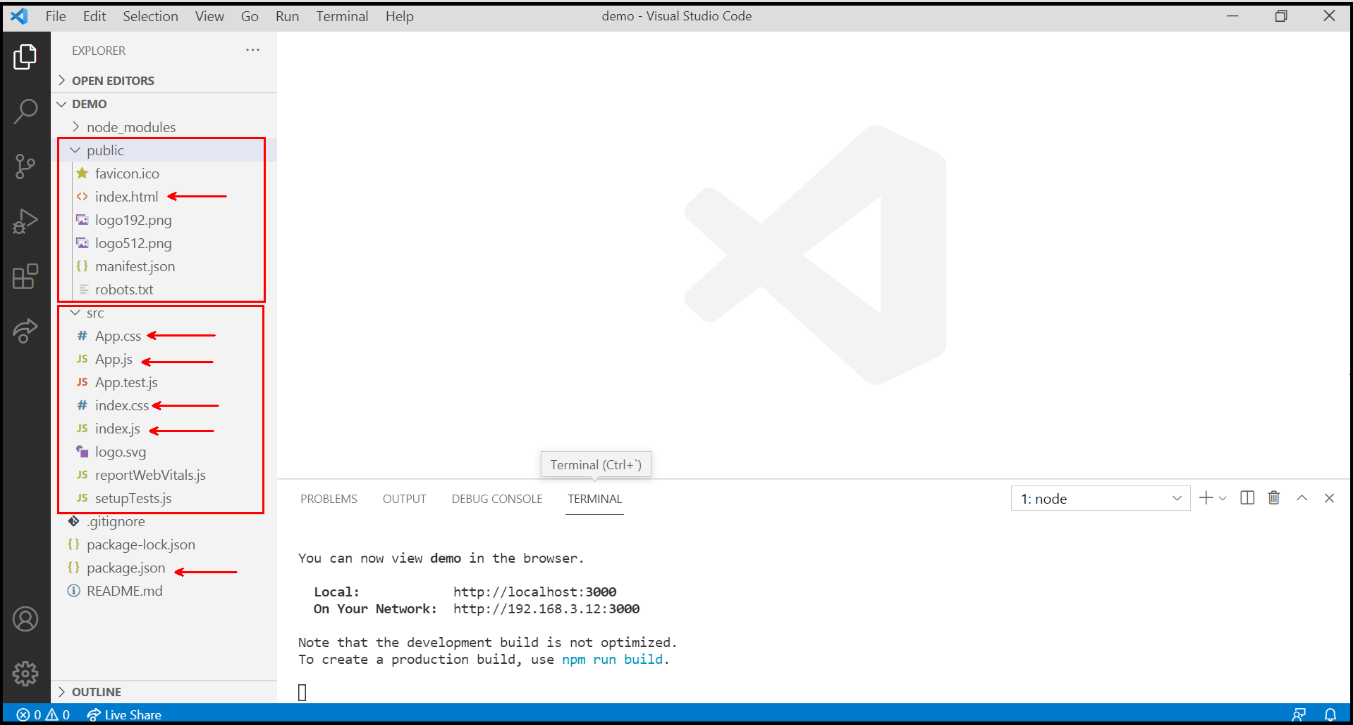 File Edit Selection View Go Run Terminal Help demo - Visual Studio Code
EXPLORER ...
OPEN EDITORS
DEMO
node_modules
public
favicon.ico
<> index.html
logo192.png
logo512.png
{} manifest.json
robots.txt
src
# App.css
JS App.js
JS App.test.js
# index.css
JS index.js
logo.svg
JS reportWebVitals.js
JS setupTests.js
.gitignore
{} package-lock.json
{} package.json
README.md
OUTLINE
Terminal (Ctrl+`)
PROBLEMS OUTPUT DEBUG CONSOLE TERMINAL 1: node
You can now view demo in the browser.
Local: http://localhost:3000
On Your Network: http://192.168.3.12:3000
Note that the development build is not optimized.
To create a production build, use npm run build.
0 0 Live Share